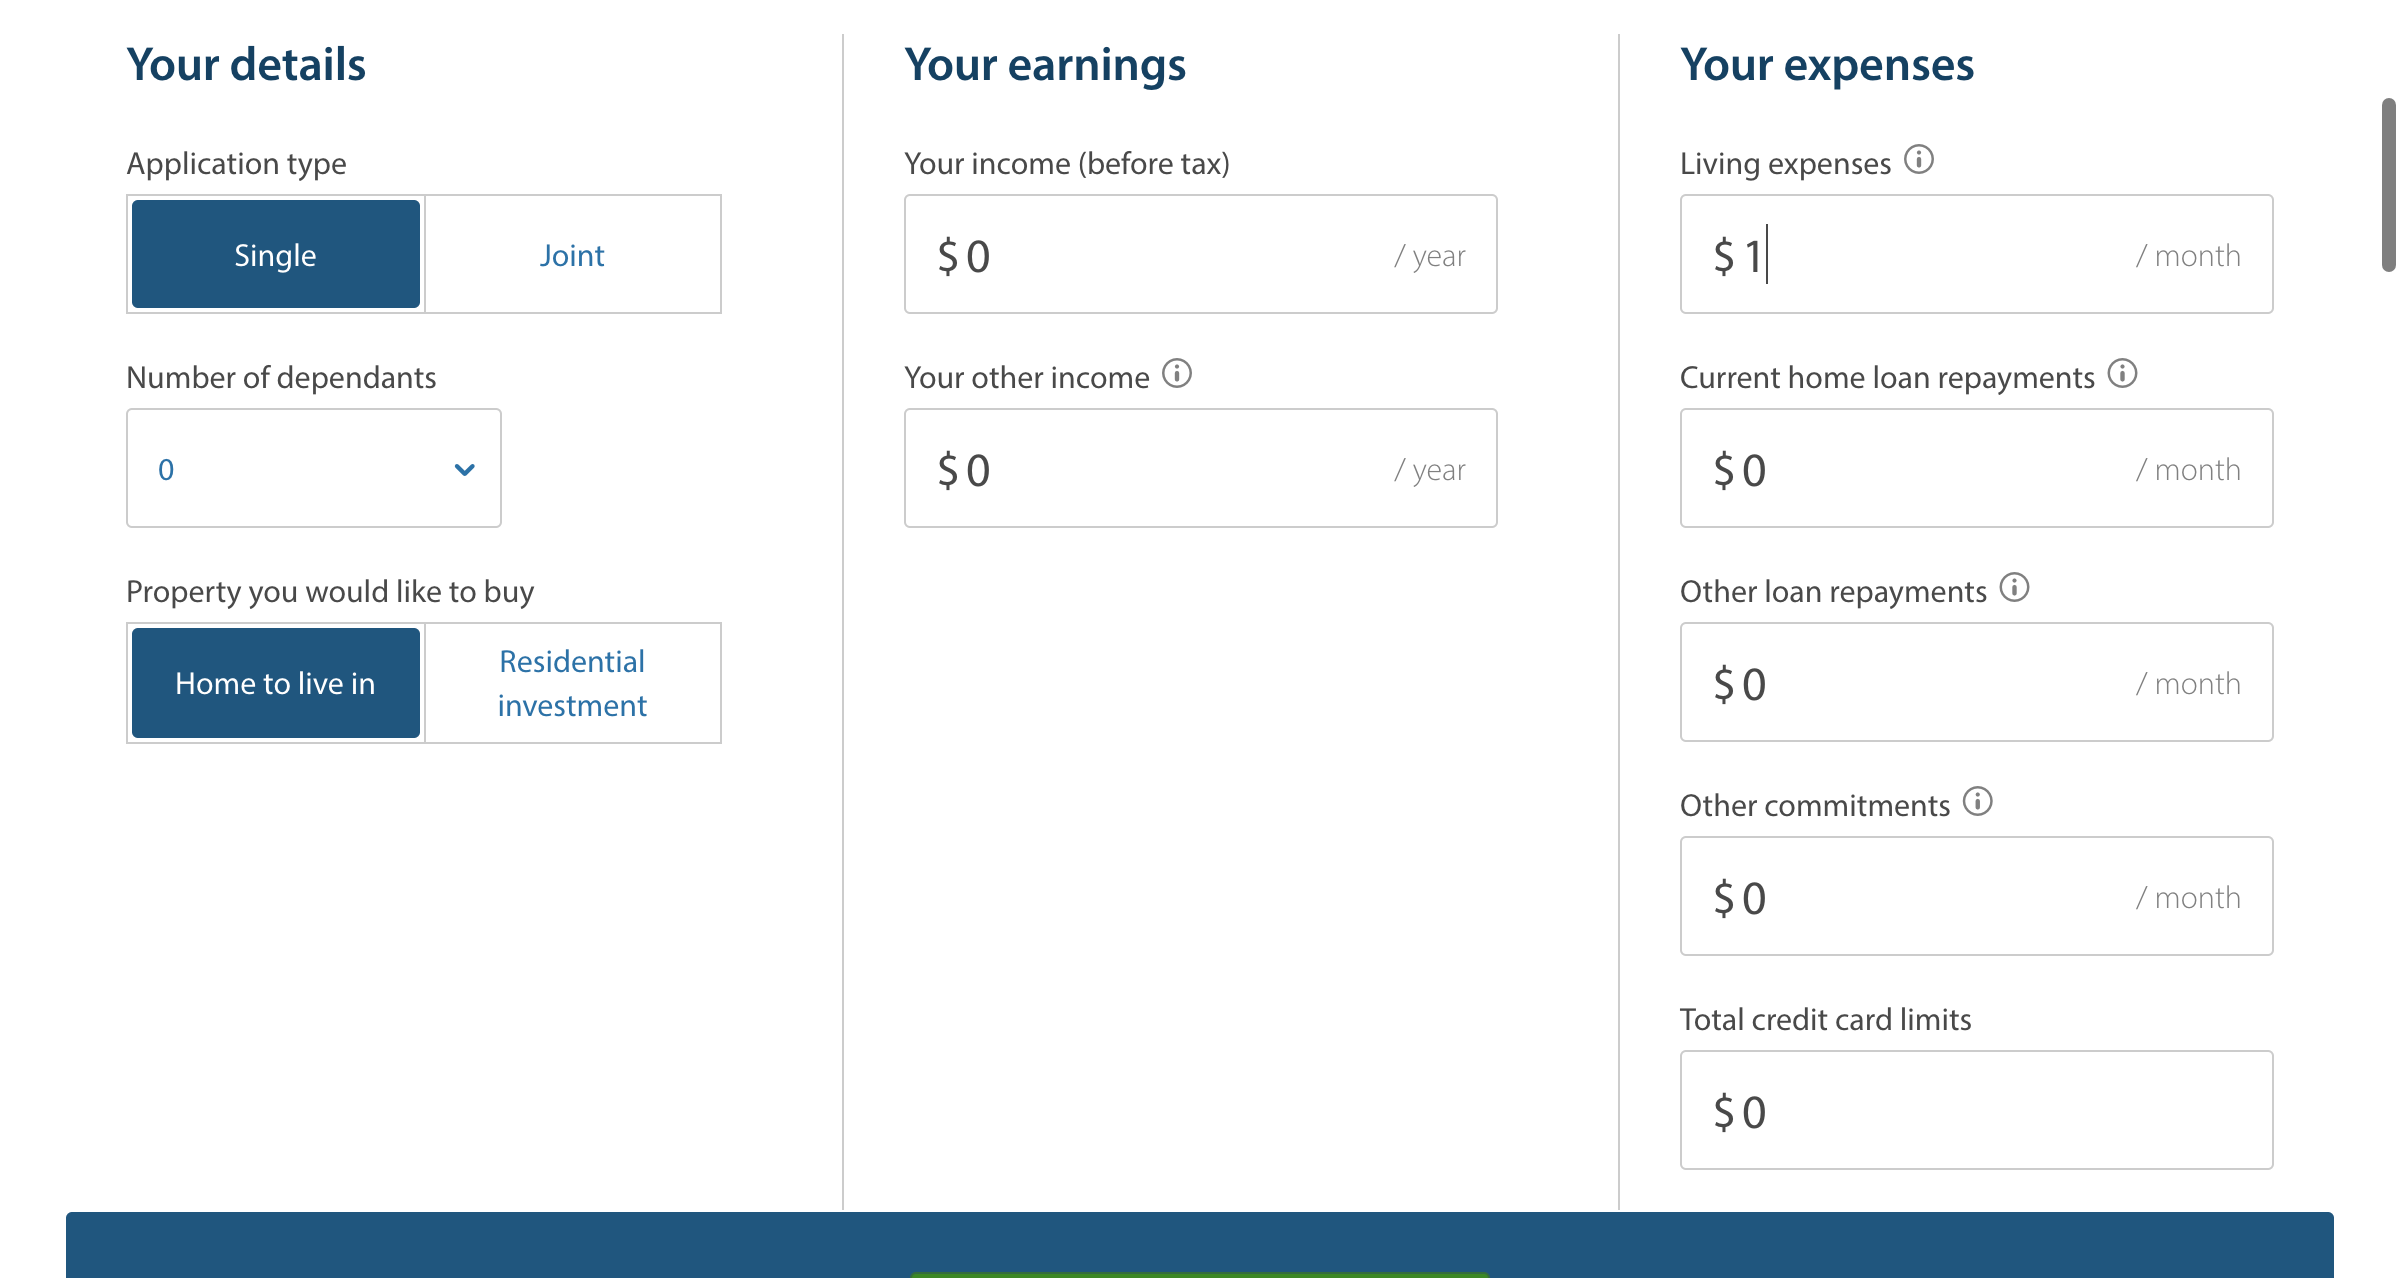 Your details
Application type
Single
Joint
Number of dependants
0
Property you would like to buy
Home to live in
Residential
investment
Your earnings
Your income (before tax)
$ 0 / year
Your other income
$ 0 / year
Your expenses
Living expenses
$ 1 / month
Current home loan repayments
$ 0 / month
Other loan repayments
$ 0 / month
Other commitments
$ 0 / month
Total credit card limits
$ 0